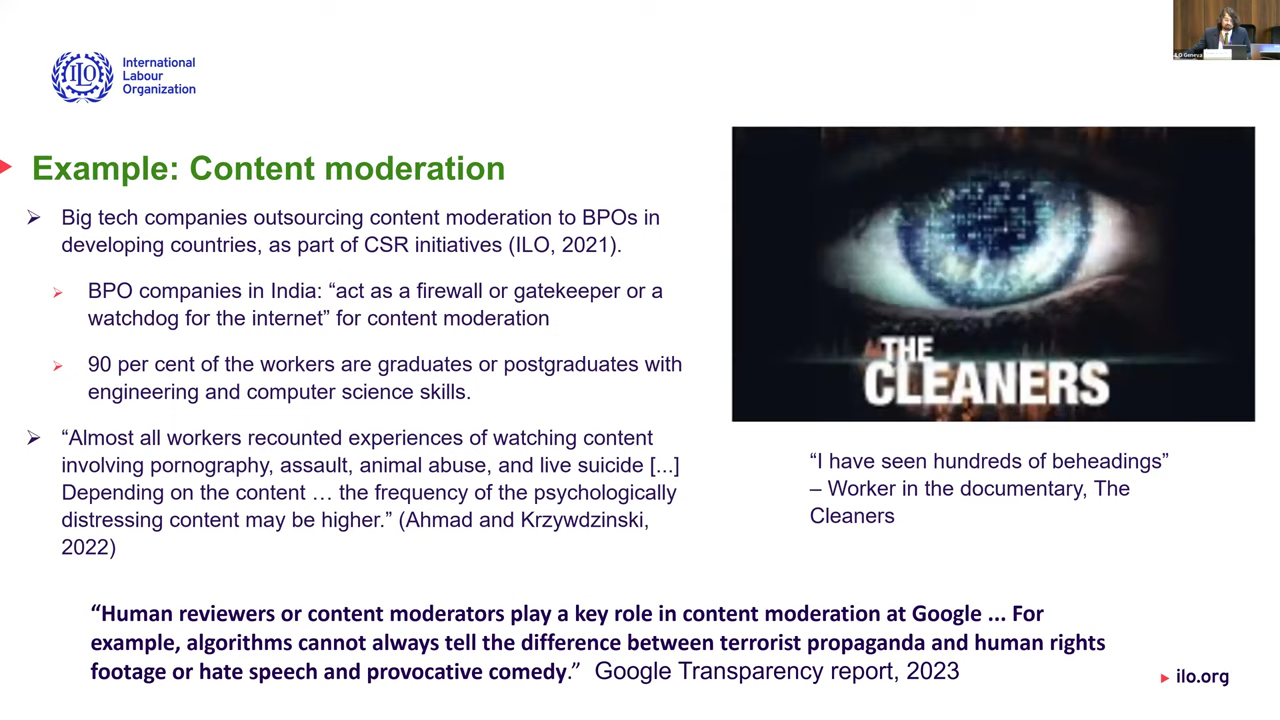 ILO Geneva
ILO
International
Labour
Organization
Example: Content moderation
Big tech companies outsourcing content moderation to BPOs in
developing countries, as part of CSR initiatives (ILO, 2021).
BPO companies in India: “act as a firewall or gatekeeper or a
watchdog for the internet” for content moderation
90 per cent of the workers are graduates or postgraduates with
engineering and computer science skills.
“Almost all workers recounted experiences of watching content
involving pornography, assault, animal abuse, and live suicide [...]
Depending on the content … the frequency of the psychologically
distressing content may be higher.” (Ahmad and Krzywdzinski,
2022)
THE
CLEANERS
“I have seen hundreds of beheadings”
– Worker in the documentary, The
Cleaners
“Human reviewers or content moderators play a key role in content moderation at Google ... For
example, algorithms cannot always tell the difference between terrorist propaganda and human rights
footage or hate speech and provocative comedy.” Google Transparency report, 2023
ilo.org